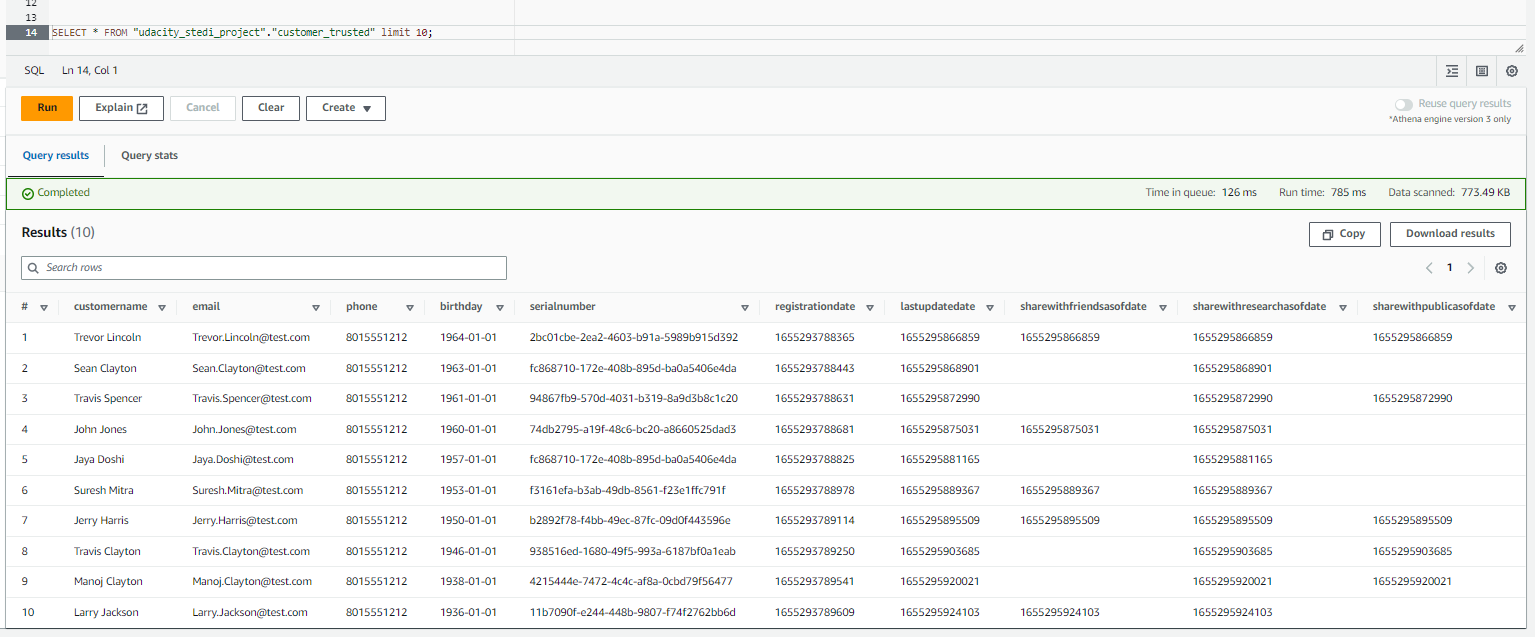 12
13
14 SELECT * FROM "udacity_stedi_project"."customer_trusted" limit 10;
SQL Ln 14, Col 1
Run Explain Cancel Clear Create Reuse query results
*Athena engine version 3 only
Query results Query stats
Completed Time in queue: 126 ms Run time: 785 ms Data scanned: 773.49 KB
Results (10) Copy Download results
Search rows 1
# customername email phone birthday serialnumber registrationdate lastupdatedate sharewithfriendsasofdate sharewithresearchasofdate sharewithpublicasofdate
1 Trevor Lincoln Trevor.Lincoln@test.com 8015551212 1964-01-01 2bc01cbe-2ea2-4603-b91a-5989b915d392 1655293788365 1655295866859 1655295866859 1655295866859 1655295866859
2 Sean Clayton Sean.Clayton@test.com 8015551212 1963-01-01 fc868710-172e-408b-895d-ba0a5406e4da 1655293788443 1655295868901 1655295868901
3 Travis Spencer Travis.Spencer@test.com 8015551212 1961-01-01 94867fb9-570d-4031-b319-8a9d3b8c1c20 1655293788631 1655295872990 1655295872990 1655295872990
4 John Jones John.Jones@test.com 8015551212 1960-01-01 74db2795-a19f-48c6-bc20-a8660525dad3 1655293788681 1655295875031 1655295875031 1655295875031
5 Jaya Doshi Jaya.Doshi@test.com 8015551212 1957-01-01 fc868710-172e-408b-895d-ba0a5406e4da 1655293788825 1655295881165 1655295881165
6 Suresh Mitra Suresh.Mitra@test.com 8015551212 1953-01-01 f3161efa-b3ab-49db-8561-f23e1ffc791f 1655293788978 1655295889367 1655295889367 1655295889367
7 Jerry Harris Jerry.Harris@test.com 8015551212 1950-01-01 b2892f78-f4bb-49ec-87fc-09d0f443596e 1655293789114 1655295895509 1655295895509 1655295895509 1655295895509
8 Travis Clayton Travis.Clayton@test.com 8015551212 1946-01-01 938516ed-1680-49f5-993a-6187bf0a1eab 1655293789250 1655295903685 1655295903685 1655295903685
9 Manoj Clayton Manoj.Clayton@test.com 8015551212 1938-01-01 4215444e-7472-4c4c-af8a-0cbd79f56477 1655293789541 1655295920021 1655295920021 1655295920021
10 Larry Jackson Larry.Jackson@test.com 8015551212 1936-01-01 11b7090f-e244-448b-9807-f74f2762bb6d 1655293789609 1655295924103 1655295924103 1655295924103